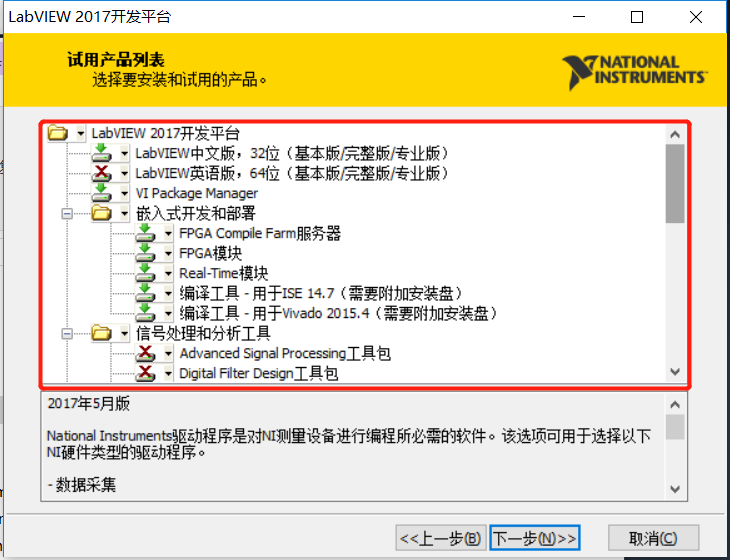 LabVIEW 2017开发平台
试用产品列表
选择要安装和试用的产品。
NATIONAL
INSTRUMENTS
LabVIEW 2017开发平台
LabVIEW中文版，32位（基本版/完整版/专业版）
LabVIEW英语版，64位（基本版/完整版/专业版）
VI Package Manager
嵌入式开发和部署
FPGA Compile Farm服务器
FPGA模块
Real-Time模块
编译工具 - 用于ISE 14.7（需要附加安装盘）
编译工具 - 用于Vivado 2015.4（需要附加安装盘）
信号处理和分析工具
Advanced Signal Processing工具包
Digital Filter Design工具包
2017年5月版
National Instruments驱动程序是对NI测量设备进行编程所必需的软件。该选项可用于选择以下
NI硬件类型的驱动程序。
- 数据采集
<<上一步(B) 下一步(N)>> 取消(C)